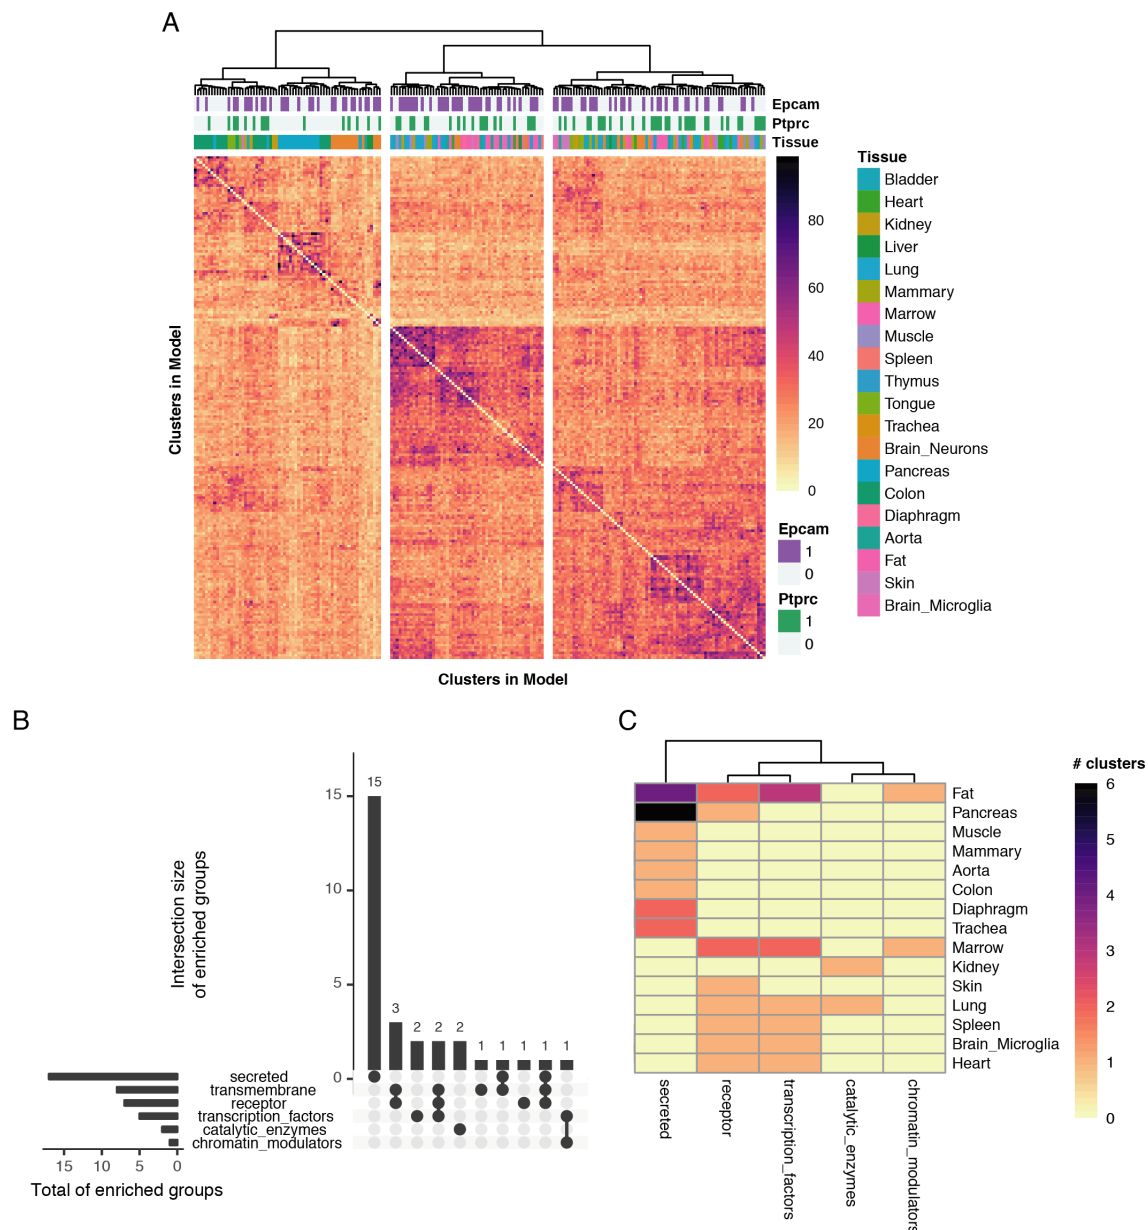 A
Epcam
Ptprc
Tissue
80
60
40
20
0
Clusters in Model
Clusters in Model
Epcam
1
0
Ptprc
1
0
Tissue
Bladder
Heart
Kidney
Liver
Lung
Mammary
Marrow
Muscle
Spleen
Thymus
Tongue
Trachea
Brain_Neurons
Pancreas
Colon
Diaphragm
Aorta
Fat
Skin
Brain_Microglia
B
Intersection size
of enriched groups
15
10
5
0
15
3
2
2
2
1
1
1
1
1
secreted
transmembrane
receptor
transcription_factors
catalytic_enzymes
chromatin_modulators
15
10
5
0
Total of enriched groups
C
Fat
Pancreas
Muscle
Mammary
Aorta
Colon
Diaphragm
Trachea
Marrow
Kidney
Skin
Lung
Spleen
Brain_Microglia
Heart
secreted
receptor
transcription_factors
catalytic_enzymes
chromatin_modulators
# clusters
6
5
4
3
2
1
0